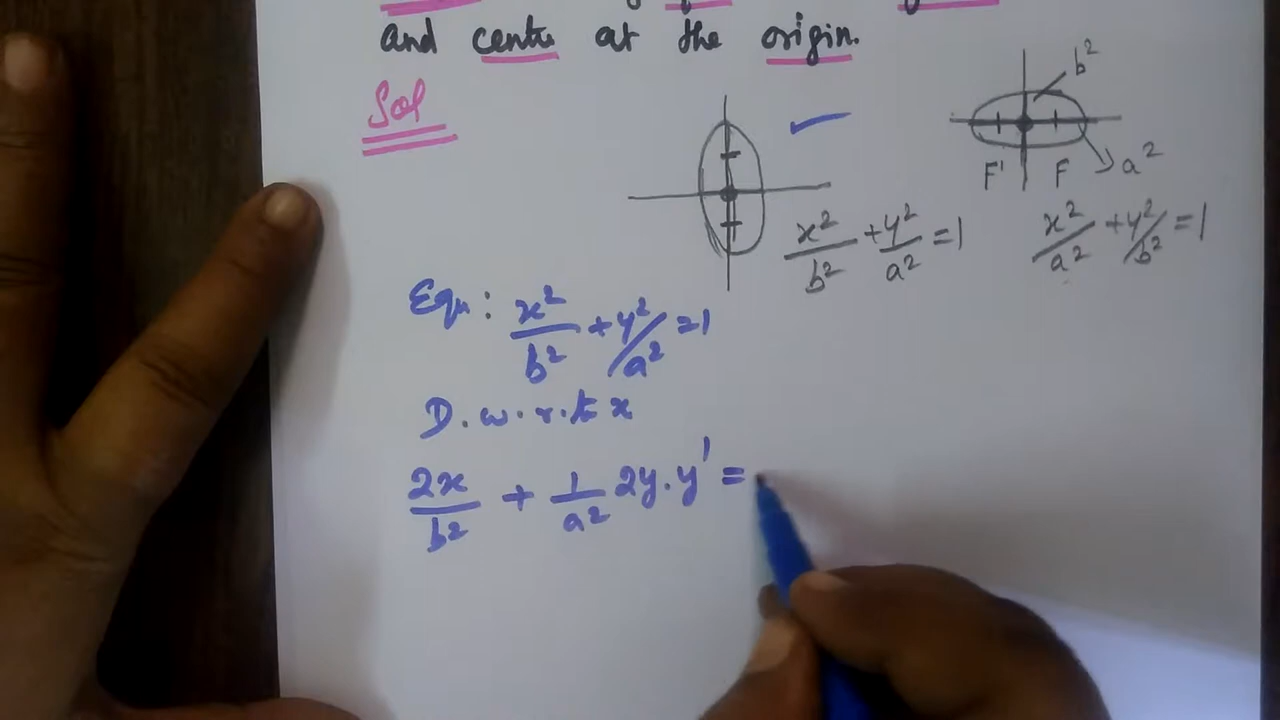 and centre at the origin.
Sol
b²
F' F a²
x²/b² + y²/a² = 1
x²/a² + y²/b² = 1
Equ: x²/b² + y²/a² = 1
D.w.r.to x
2x/b² + 1/a² 2y.y' =